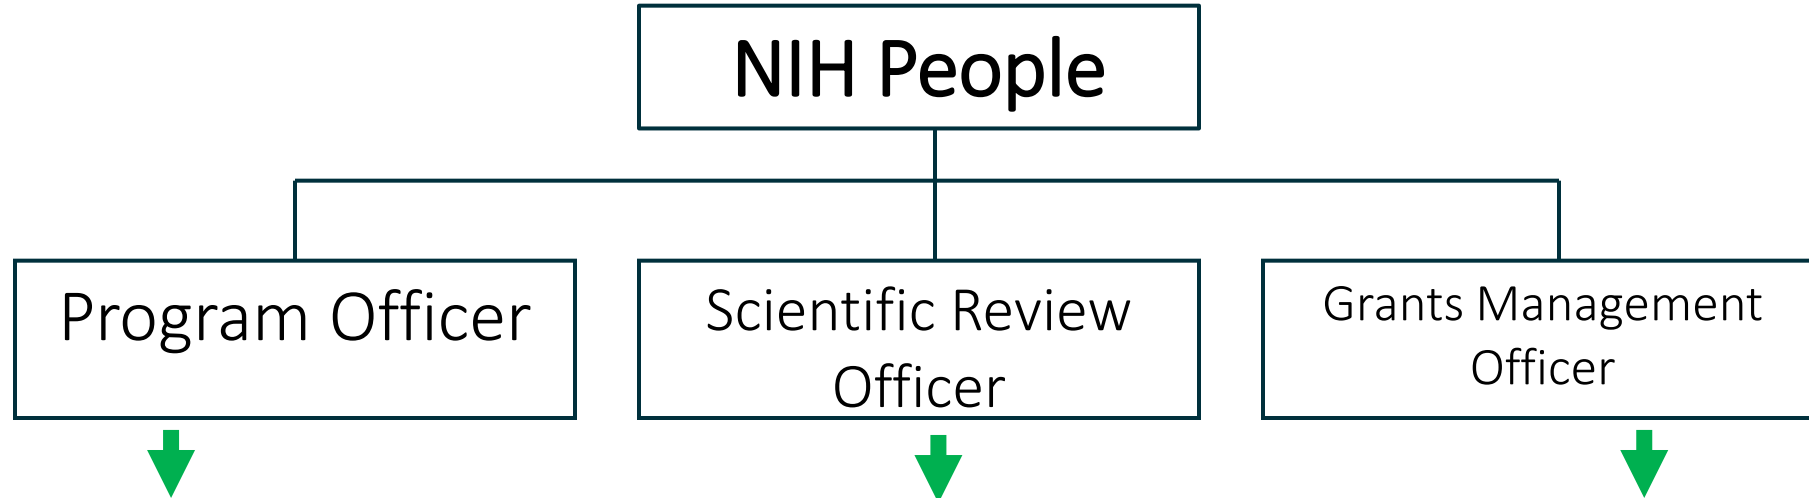 NIH People
Program Officer
Scientific Review
Officer
Grants Management
Officer